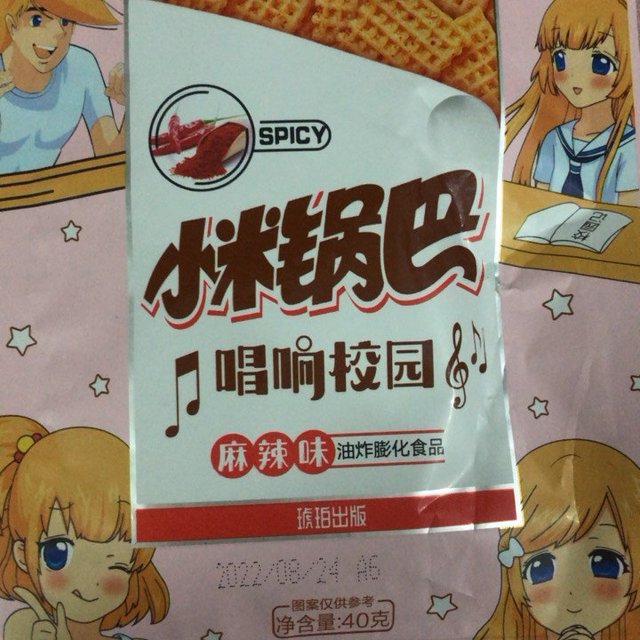 SPICY
小米锅巴
唱响校园
麻辣味 油炸膨化食品
琥珀出版
2022/08/24 A6
图案仅供参考
净含量:40克